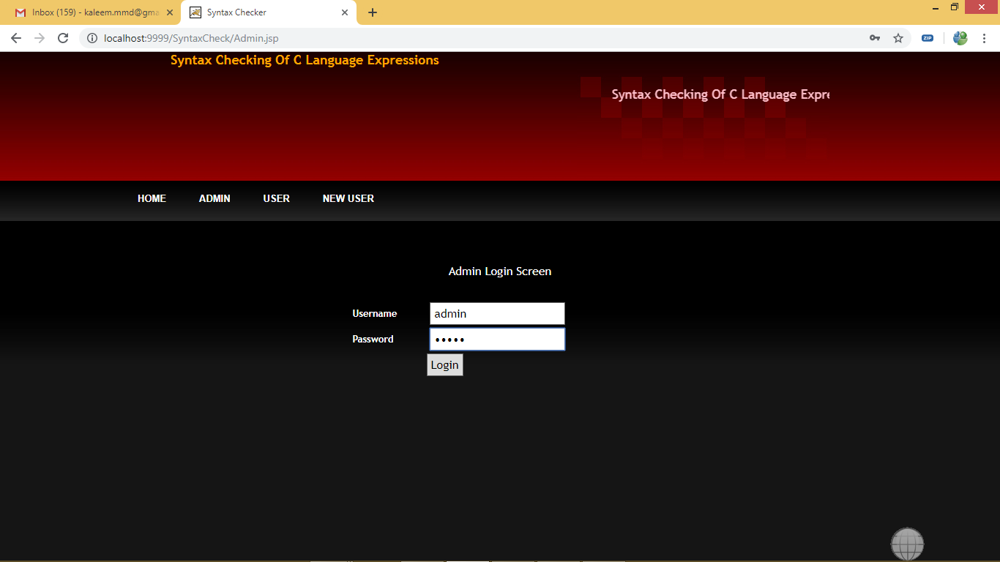 Inbox (159) - kaleem.mmd@gma
Syntax Checker
localhost:9999/SyntaxCheck/Admin.jsp
ZIP
Syntax Checking Of C Language Expressions
Syntax Checking Of C Language Expre
HOME ADMIN USER NEW USER
Admin Login Screen
Username admin
Password •••••
Login